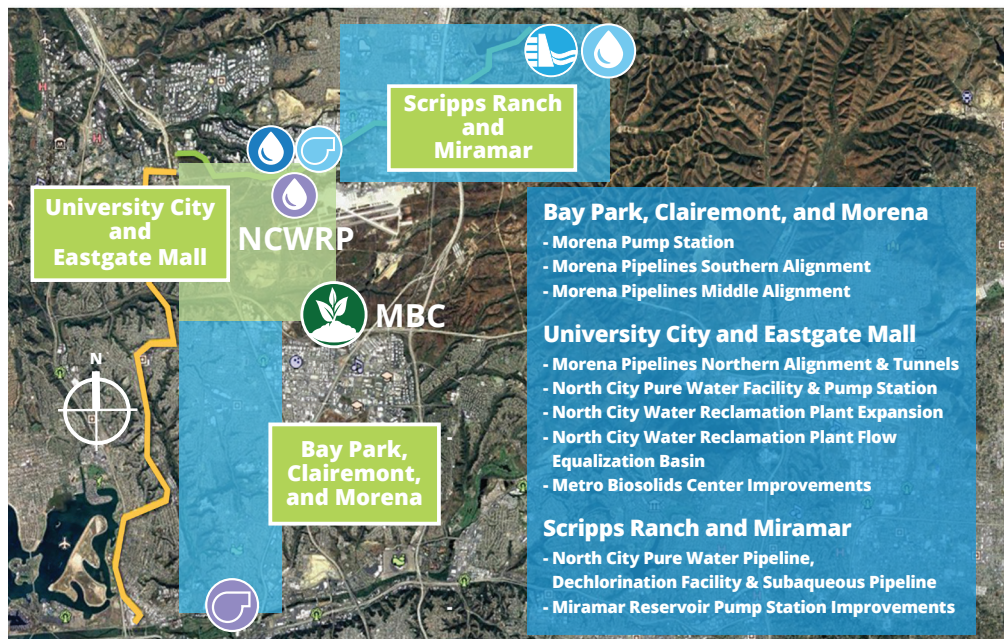 Scripps Ranch
and
Miramar
University City
and
Eastgate Mall
NCWRP
MBC
N
Bay Park,
Clairemont,
and Morena
Bay Park, Clairemont, and Morena
- Morena Pump Station
- Morena Pipelines Southern Alignment
- Morena Pipelines Middle Alignment
University City and Eastgate Mall
- Morena Pipelines Northern Alignment & Tunnels
- North City Pure Water Facility & Pump Station
- North City Water Reclamation Plant Expansion
- North City Water Reclamation Plant Flow
Equalization Basin
- Metro Biosolids Center Improvements
Scripps Ranch and Miramar
- North City Pure Water Pipeline,
Dechlorination Facility & Subaqueous Pipeline
- Miramar Reservoir Pump Station Improvements